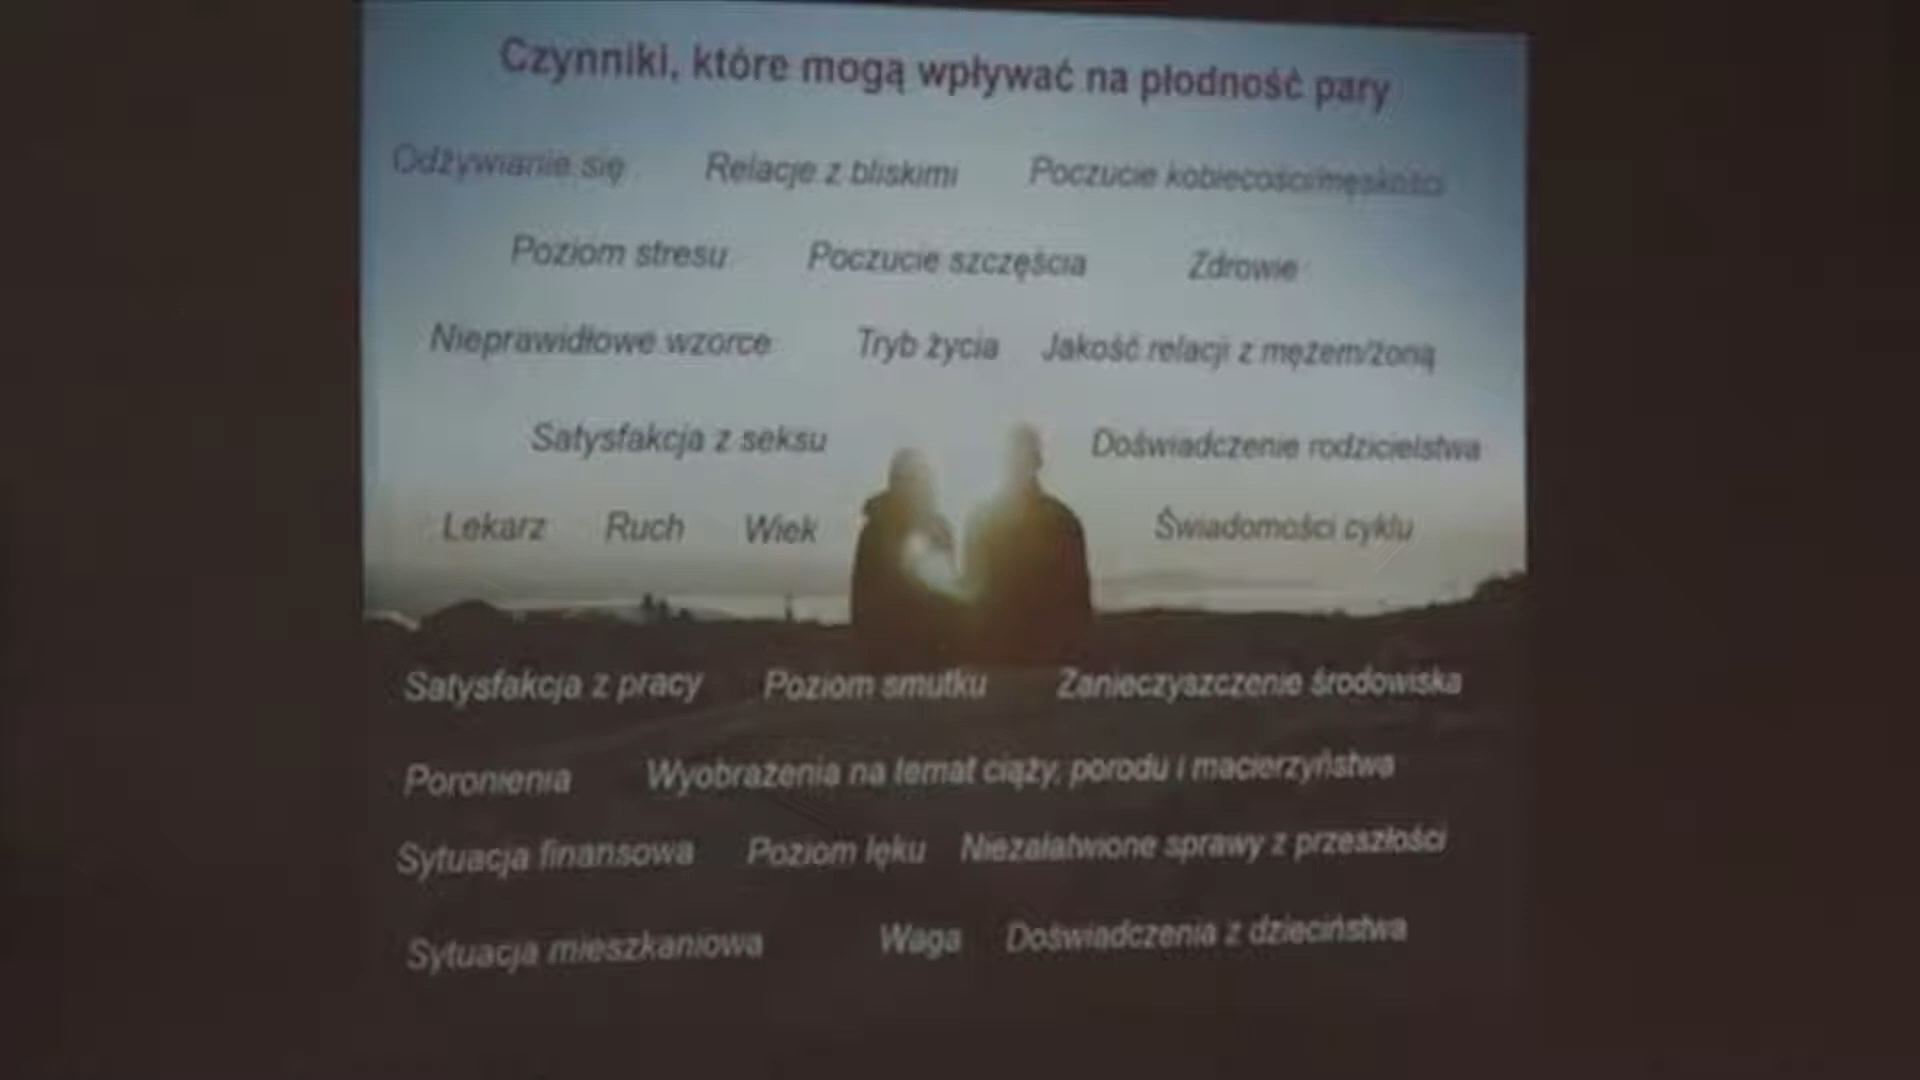 Czynniki, które mogą wpływać na płodność pary
Odżywianie się Relacje z bliskimi Poczucie kobiecości/męskości
Poziom stresu Poczucie szczęścia Zdrowie
Nieprawidłowe wzorce Tryb życia Jakość relacji z mężem/żoną
Satysfakcja z seksu Doświadczenie rodzicielstwa
Lekarz Ruch Wiek Świadomości cyklu
Satysfakcja z pracy Poziom smutku Zanieczyszczenie środowiska
Poronienia Wyobrażenia na temat ciąży, porodu i macierzyństwa
Sytuacja finansowa Poziom lęku Niezałatwione sprawy z przeszłości
Sytuacja mieszkaniowa Waga Doświadczenia z dzieciństwa